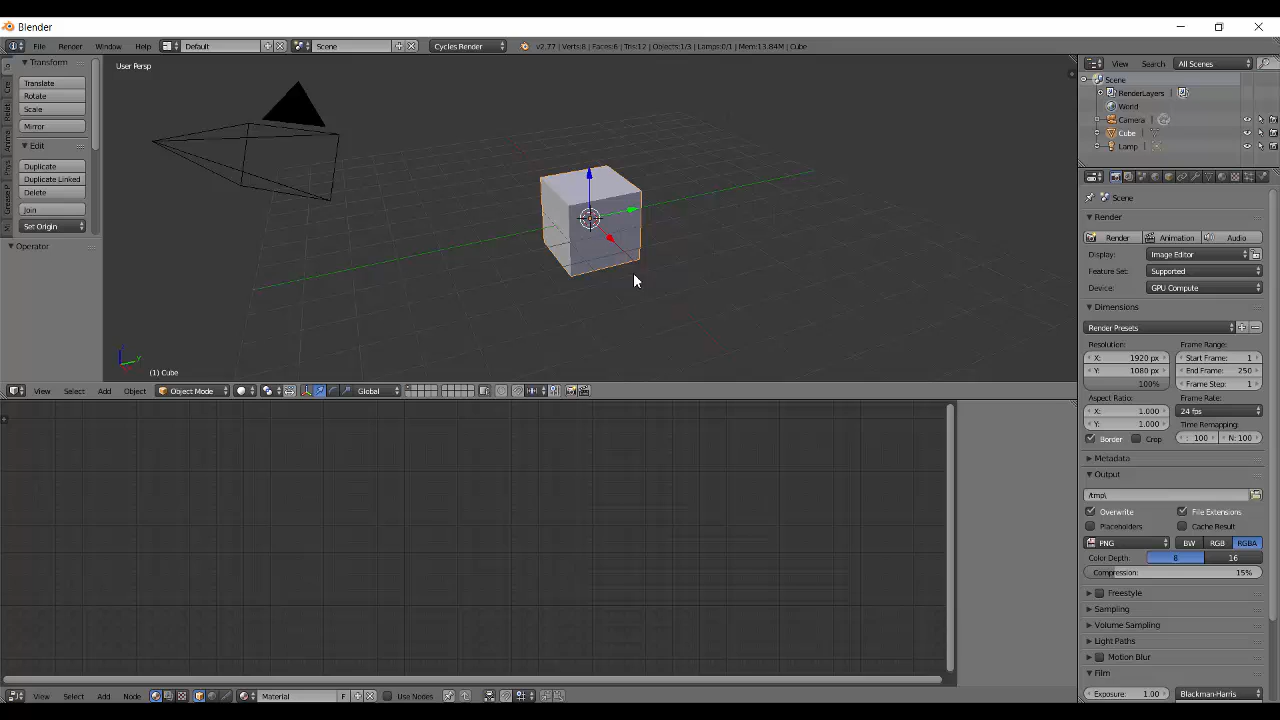 Blender
File Render Window Help Default Scene Cycles Render v2.77 | Verts:8 | Faces:6 | Tris:12 | Objects:1/3 | Lamps:0/1 | Mem:13.84M | Cube
Transform
Translate
Rotate
Scale
Mirror
Edit
Duplicate
Duplicate Linked
Delete
Join
Set Origin
Operator
Cre
Relat
Anima
Phys
Grease P
User Persp
(1) Cube
View Select Add Object Object Mode Global
View Select Add Node Material F Use Nodes
View Search All Scenes
Scene
RenderLayers
World
Camera
Cube
Lamp
Scene
Render
Render Animation Audio
Display: Image Editor
Feature Set: Supported
Device: GPU Compute
Dimensions
Render Presets
Resolution: Frame Range:
X: 1920 px Start Frame: 1
Y: 1080 px End Frame: 250
100% Frame Step: 1
Aspect Ratio: Frame Rate:
X: 1.000 24 fps
Y: 1.000 Time Remapping:
Border Crop : 100 N: 100
Metadata
Output
/tmp\
Overwrite File Extensions
Placeholders Cache Result
PNG BW RGB RGBA
Color Depth: 8 16
Compression: 15%
Freestyle
Sampling
Volume Sampling
Light Paths
Motion Blur
Film
Exposure: 1.00 Blackman-Harris